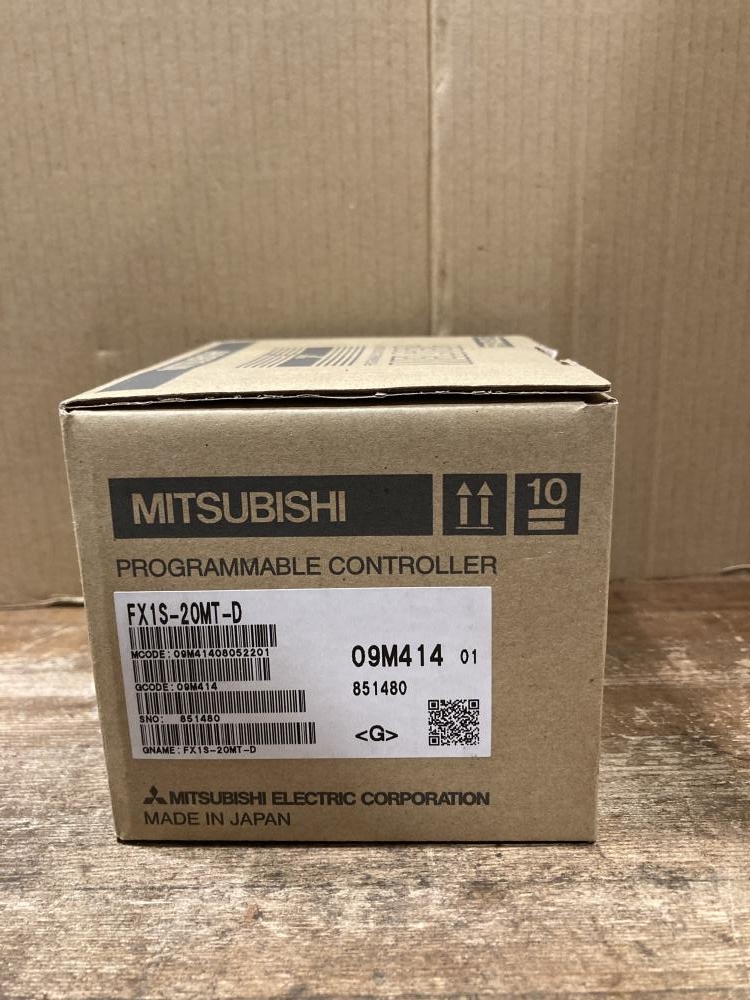 MITSUBISHI
10
PROGRAMMABLE CONTROLLER
FX1S-20MT-D
MCODE: 09M41408052201
09M414 01
GCODE: 09M414
851480
SNO: 851480
<G>
GNAME: FX1S-20MT-D
MITSUBISHI ELECTRIC CORPORATION
MADE IN JAPAN